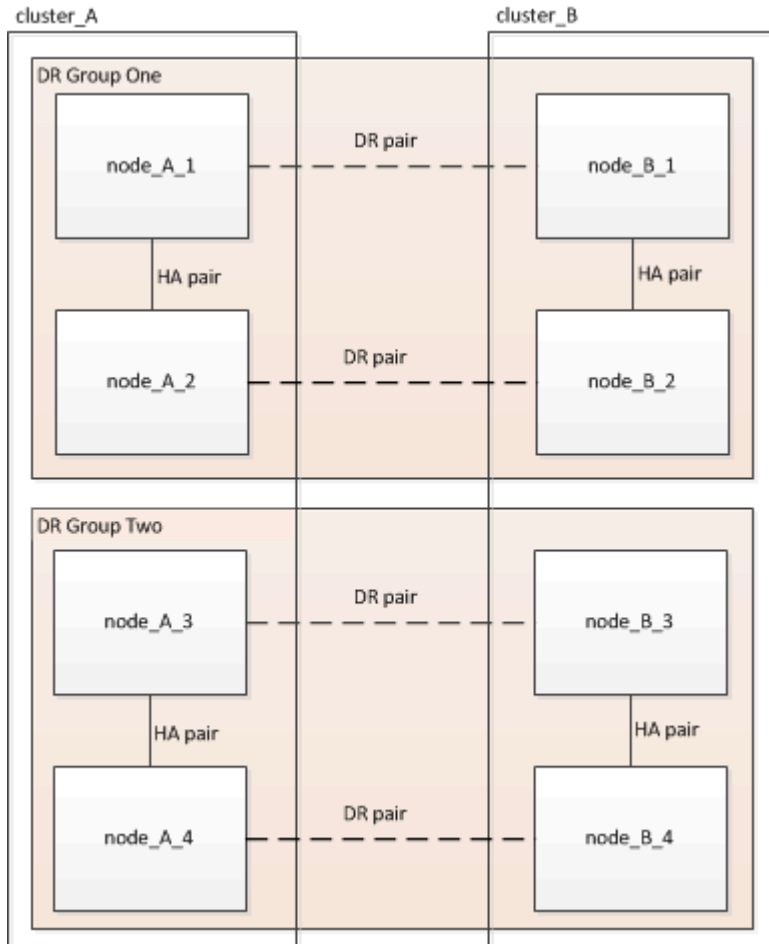 cluster_A
cluster_B
DR Group One
node_A_1
DR pair
node_B_1
HA pair
HA pair
node_A_2
DR pair
node_B_2
DR Group Two
node_A_3
DR pair
node_B_3
HA pair
HA pair
node_A_4
DR pair
node_B_4